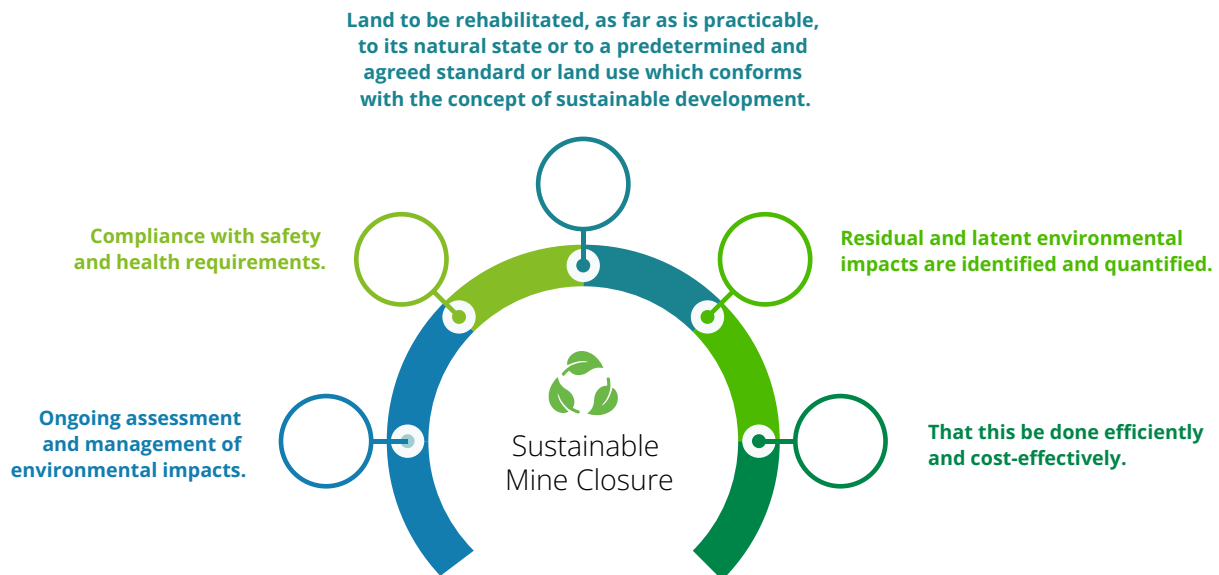 Land to be rehabilitated, as far as is practicable,
to its natural state or to a predetermined and
agreed standard or land use which conforms
with the concept of sustainable development.
Compliance with safety
and health requirements.
Residual and latent environmental
impacts are identified and quantified.
Ongoing assessment
and management of
environmental impacts.
Sustainable
Mine Closure
That this be done efficiently
and cost-effectively.